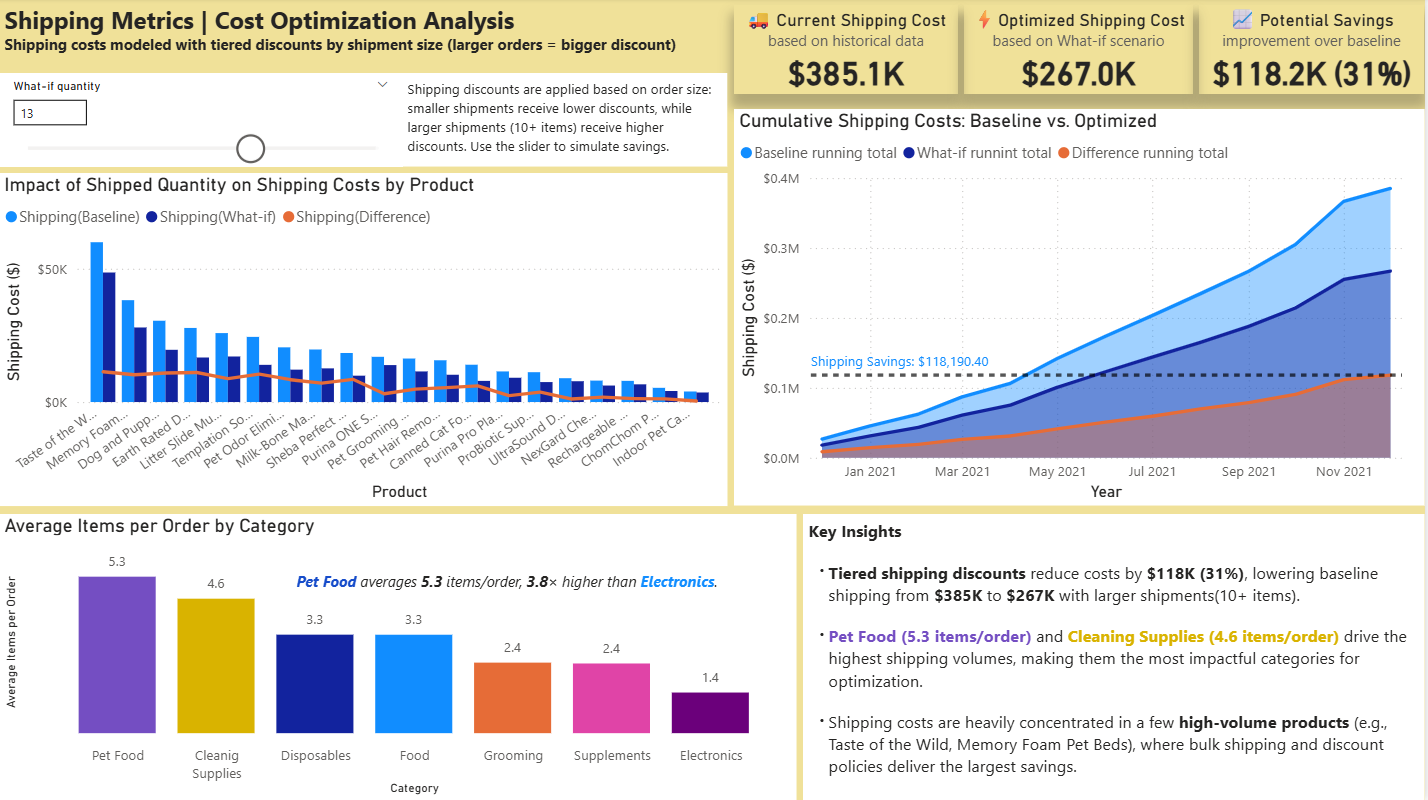 Shipping Metrics | Cost Optimization Analysis
Shipping costs modeled with tiered discounts by shipment size (larger orders = bigger discount)
🚚 Current Shipping Cost
based on historical data
$385.1K
⚡ Optimized Shipping Cost
based on What-if scenario
$267.0K
📈 Potential Savings
improvement over baseline
$118.2K (31%)
What-if quantity
13
Shipping discounts are applied based on order size:
smaller shipments receive lower discounts, while
larger shipments (10+ items) receive higher
discounts. Use the slider to simulate savings.
Impact of Shipped Quantity on Shipping Costs by Product
Shipping(Baseline) Shipping(What-if) Shipping(Difference)
Shipping Cost ($)
$50K
$0K
Taste of the W...
Memory Foam...
Dog and Pupp...
Earth Rated D...
Litter Slide Mu...
Templation So...
Pet Odor Elimi...
Milk-Bone Ma...
Sheba Perfect ...
Purina ONE S...
Pet Grooming ...
Pet Hair Remo...
Canned Cat Fo...
Purina Pro Pla...
ProBiotic Sup...
UltraSound D...
NexGard Che...
Rechargeable ...
ChomChom P...
Indoor Pet Ca...
Product
Cumulative Shipping Costs: Baseline vs. Optimized
Baseline running total What-if runnint total Difference running total
Shipping Cost ($)
$0.4M
$0.3M
$0.2M
Shipping Savings: $118,190.40
$0.1M
$0.0M
Jan 2021 Mar 2021 May 2021 Jul 2021 Sep 2021 Nov 2021
Year
Average Items per Order by Category
Average Items per Order
Pet Food averages 5.3 items/order, 3.8× higher than Electronics.
5.3 4.6 3.3 3.3 2.4 2.4 1.4
Pet Food Cleanig Disposables Food Grooming Supplements Electronics
Supplies
Category
Key Insights
· Tiered shipping discounts reduce costs by $118K (31%), lowering baseline
shipping from $385K to $267K with larger shipments(10+ items).
· Pet Food (5.3 items/order) and Cleaning Supplies (4.6 items/order) drive the
highest shipping volumes, making them the most impactful categories for
optimization.
· Shipping costs are heavily concentrated in a few high-volume products (e.g.,
Taste of the Wild, Memory Foam Pet Beds), where bulk shipping and discount
policies deliver the largest savings.